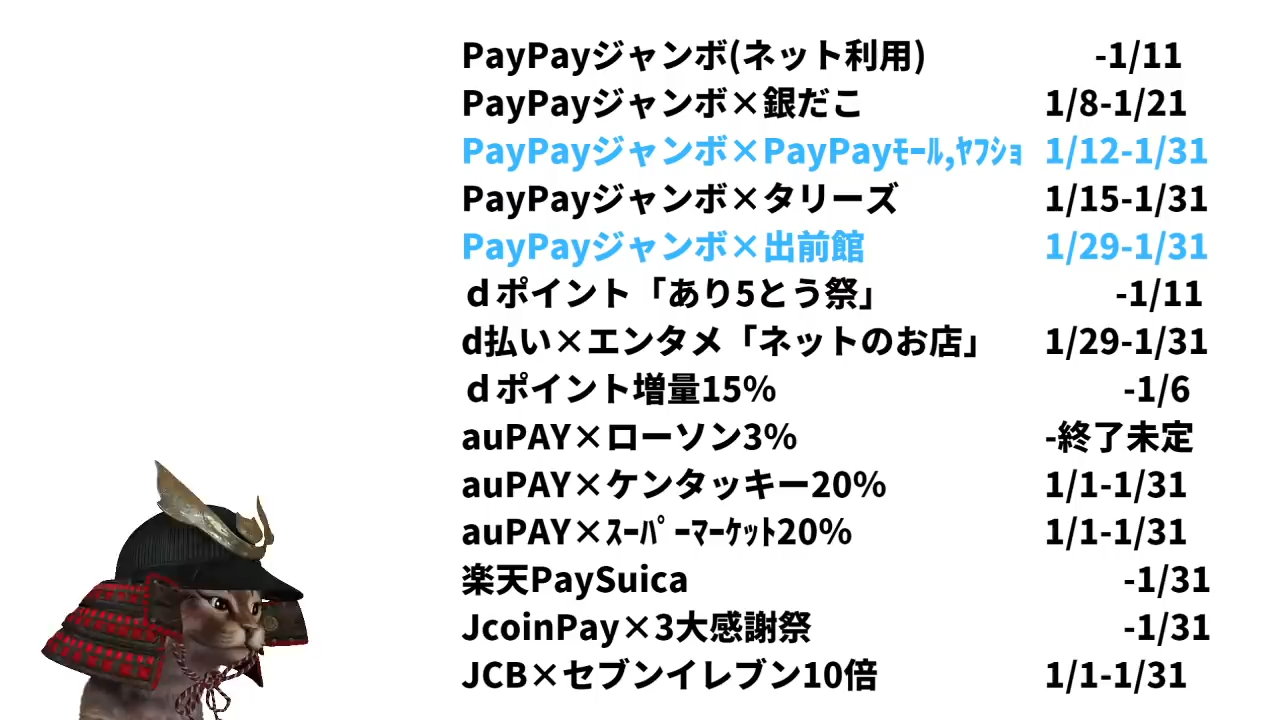 PayPayジャンボ(ネット利用) -1/11
PayPayジャンボ×銀だこ 1/8-1/21
PayPayジャンボ×PayPayﾓｰﾙ,ﾔﾌｼｮ 1/12-1/31
PayPayジャンボ×タリーズ 1/15-1/31
PayPayジャンボ×出前館 1/29-1/31
ｄポイント「あり5とう祭」 -1/11
d払い×エンタメ「ネットのお店」 1/29-1/31
ｄポイント増量15% -1/6
auPAY×ローソン3% -終了未定
auPAY×ケンタッキー20% 1/1-1/31
auPAY×ｽｰﾊﾟｰﾏｰｹｯﾄ20% 1/1-1/31
楽天PaySuica -1/31
JcoinPay×3大感謝祭 -1/31
JCB×セブンイレブン10倍 1/1-1/31